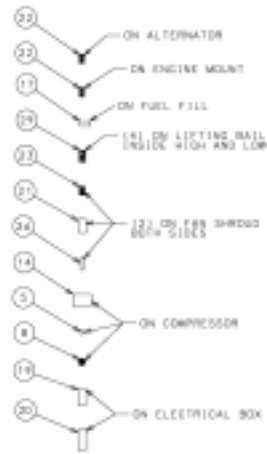 22
ON ALTERNATOR
22
ON ENGINE MOUNT
17
ON FUEL FILL
29
(4) ON LIFTING BAIL
INSIDE HIGH AND LOW
23
21
(2) ON FAN SHROUD
BOTH SIDES
26
14
5
ON COMPRESSOR
8
19
ON ELECTRICAL BOX
20